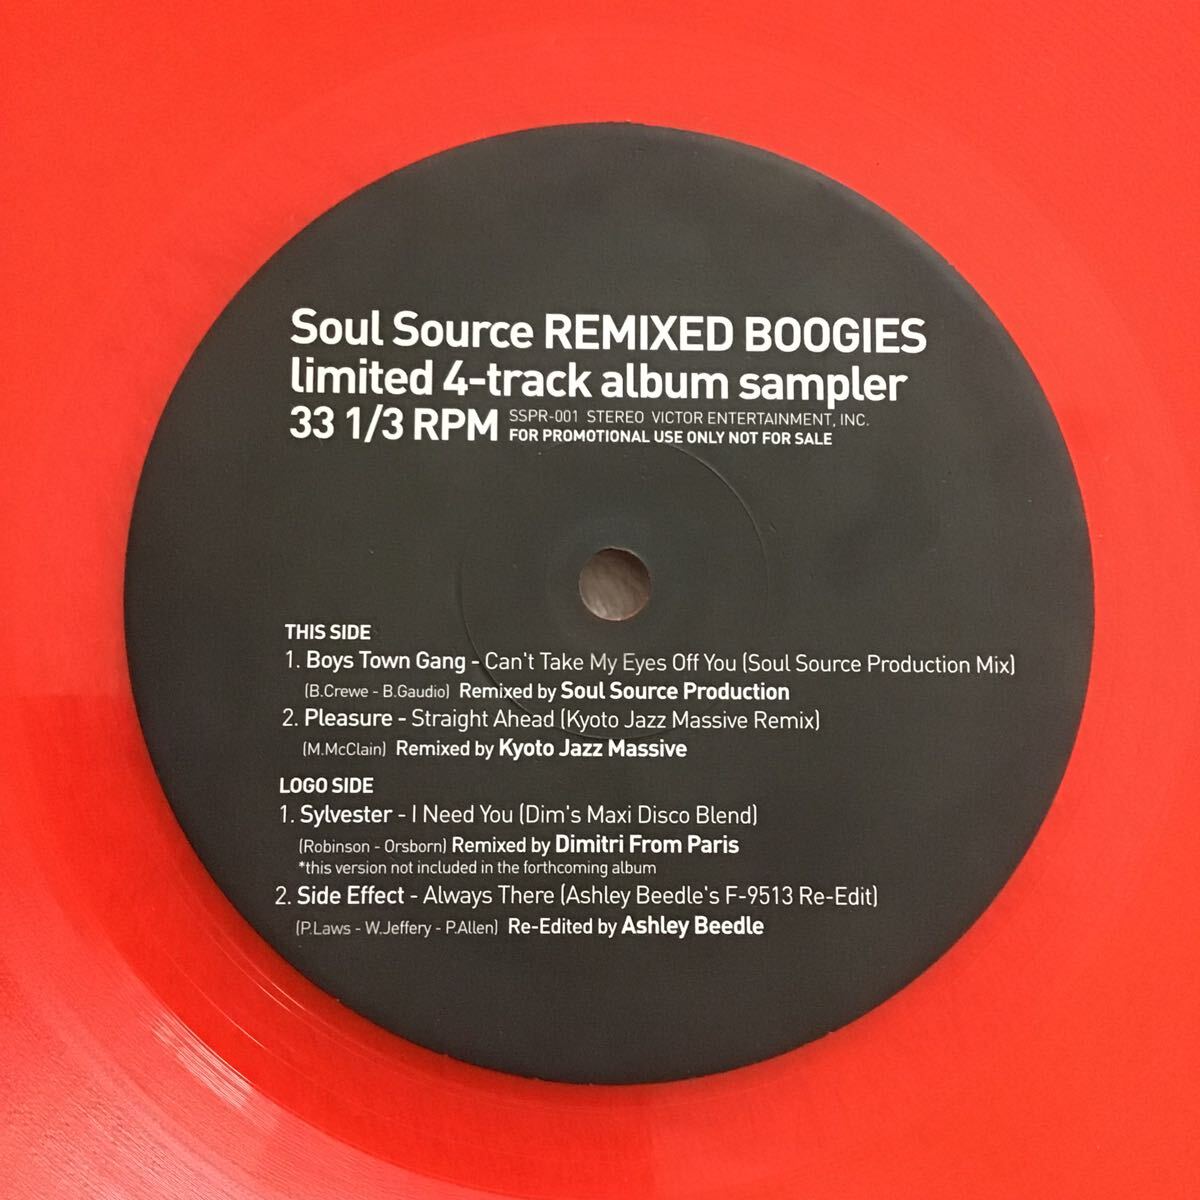 Soul Source REMIXED BOOGIES
limited 4-track album sampler
33 1/3 RPM SSPR-001 STEREO VICTOR ENTERTAINMENT, INC.
FOR PROMOTIONAL USE ONLY NOT FOR SALE
THIS SIDE
1. Boys Town Gang - Can't Take My Eyes Off You (Soul Source Production Mix)
(B.Crewe - B.Gaudio) Remixed by Soul Source Production
2. Pleasure - Straight Ahead (Kyoto Jazz Massive Remix)
(M.McClain) Remixed by Kyoto Jazz Massive
LOGO SIDE
1. Sylvester - I Need You (Dim's Maxi Disco Blend)
(Robinson - Orsborn) Remixed by Dimitri From Paris
*this version not included in the forthcoming album
2. Side Effect - Always There (Ashley Beedle's F-9513 Re-Edit)
(P.Laws - W.Jeffery - P.Allen) Re-Edited by Ashley Beedle